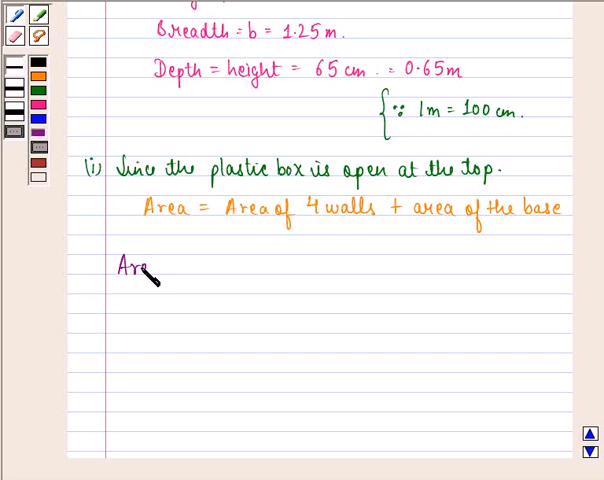 Breadth = b = 1.25 m.
Depth = height = 65 cm . = 0.65m
{∵ 1m = 100 cm.
(i) Since the plastic box is open at the top.
Area = Area of 4 walls + area of the base
Are